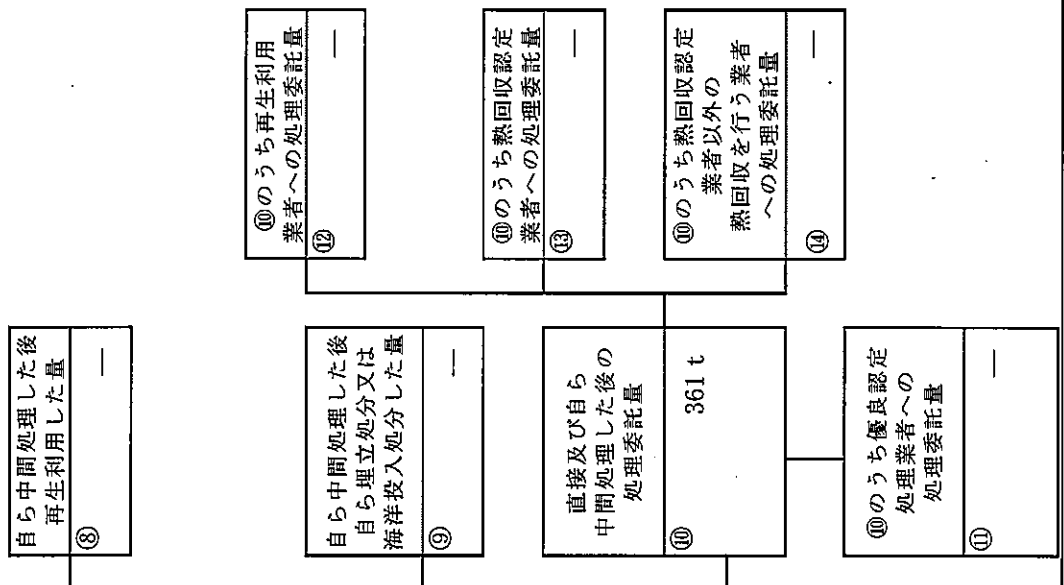 自ら中間処理した後
再生利用した量
⑧
—
自ら中間処理した後
自ら埋立処分又は
海洋投入処分した量
⑨
—
直接及び自ら
中間処理した後の
処理委託量
⑩
361 t
⑩のうち優良認定
処理業者への
処理委託量
⑪
—
⑩のうち再生利用
業者への処理委託量
⑫
—
⑩のうち熱回収認定
業者への処理委託量
⑬
—
⑩のうち熱回収認定
業者以外の
熱回収を行う業者
への処理委託量
⑭
—